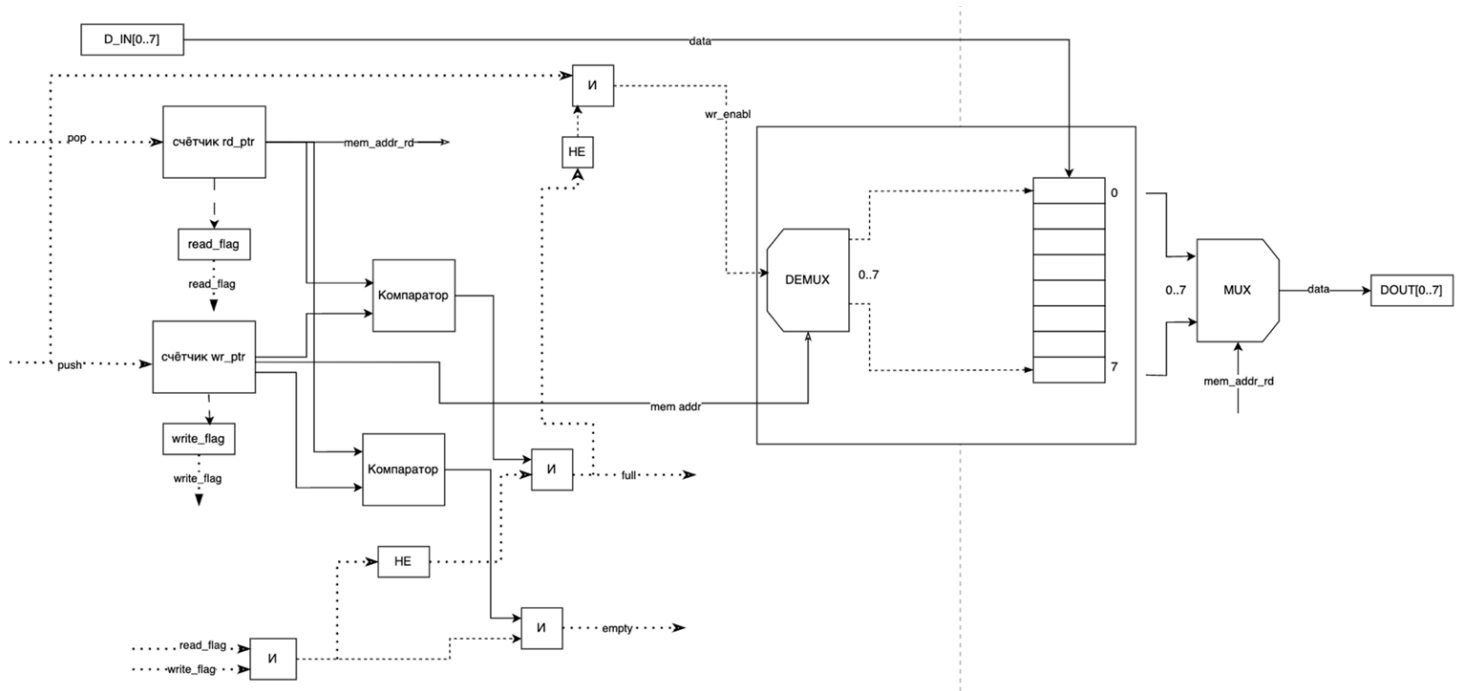 D_IN[0..7]
data
И
pop
счётчик rd_ptr
mem_addr_rd
НЕ
wr_enabl
0
read_flag
read_flag
Компаратор
DEMUX
0..7
0..7
MUX
data
DOUT[0..7]
push
счётчик wr_ptr
7
mem_addr_rd
mem addr
write_flag
write_flag
Компаратор
И
full
НЕ
И
empty
read_flag
write_flag
И